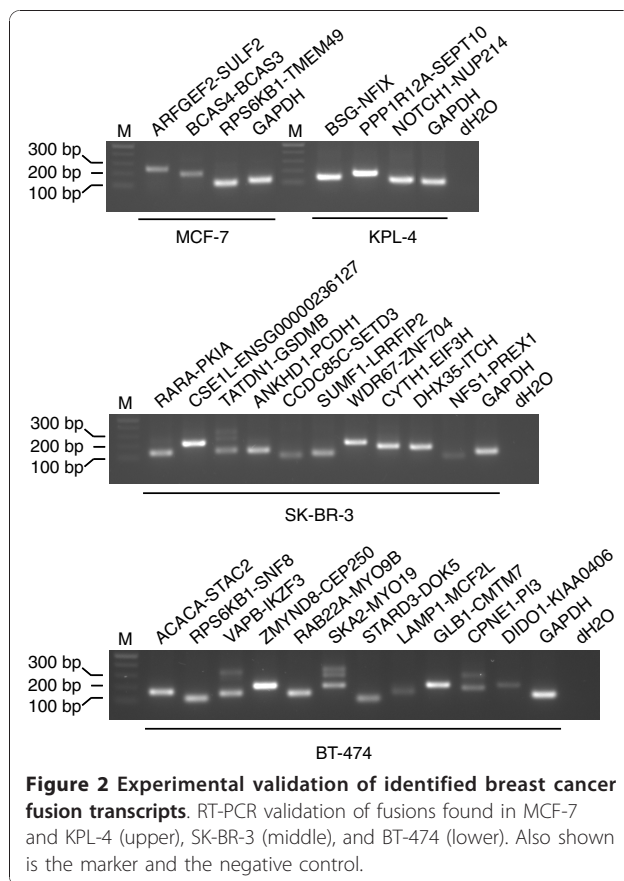 M ARFGEF2-SULF2 BCAS4-BCAS3 RPS6KB1-TMEM49 GAPDH M BSG-NFIX PPP1R12A-SEPT10 NOTCH1-NUP214 GAPDH dH2O
300 bp
200 bp
100 bp
MCF-7 KPL-4
M RARA-PKIA CSE1L-ENSG00000236127 TATDN1-GSDMB ANKHD1-PCDH1 CCDC85C-SETD3 SUMF1-LRRFIP2 WDR67-ZNF704 CYTH1-EIF3H DHX35-ITCH NFS1-PREX1 GAPDH dH2O
300 bp
200 bp
100 bp
SK-BR-3
M ACACA-STAC2 RPS6KB1-SNF8 VAPB-IKZF3 ZMYND8-CEP250 RAB22A-MYO9B SKA2-MYO19 STARD3-DOK5 LAMP1-MCF2L GLB1-CMTM7 CPNE1-PI3 DIDO1-KIAA0406 GAPDH dH2O
300 bp
200 bp
100 bp
BT-474
Figure 2 Experimental validation of identified breast cancer
fusion transcripts. RT-PCR validation of fusions found in MCF-7
and KPL-4 (upper), SK-BR-3 (middle), and BT-474 (lower). Also shown
is the marker and the negative control.